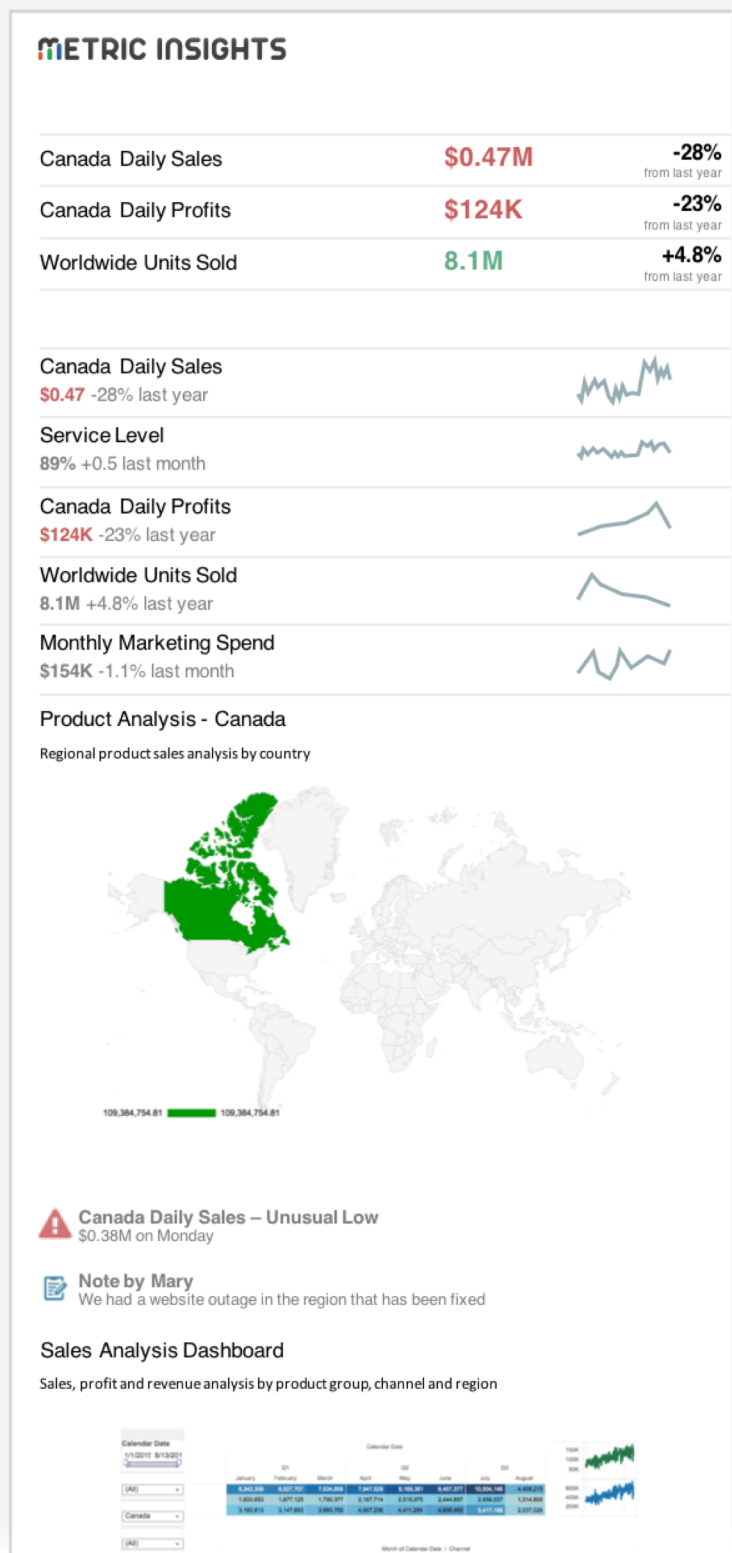 METRIC INSIGHTS
Canada Daily Sales $0.47M -28%
from last year
Canada Daily Profits $124K -23%
from last year
Worldwide Units Sold 8.1M +4.8%
from last year
Canada Daily Sales
$0.47 -28% last year
Service Level
89% +0.5 last month
Canada Daily Profits
$124K -23% last year
Worldwide Units Sold
8.1M +4.8% last year
Monthly Marketing Spend
$154K -1.1% last month
Product Analysis - Canada
Regional product sales analysis by country
109,384,754.81 109,384,754.81
Canada Daily Sales – Unusual Low
$0.38M on Monday
Note by Mary
We had a website outage in the region that has been fixed
Sales Analysis Dashboard
Sales, profit and revenue analysis by product group, channel and region
Calendar Date
Calendar Date
Q1 Q2 Q3
January February March April May June July August
(All)
Canada
(All)
Month of Calendar Date / Channel